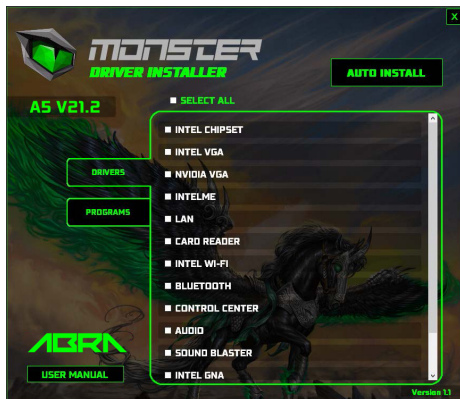 X
MONSTER
DRIVER INSTALLER
AUTO INSTALL
A5 V21.2
SELECT ALL
DRIVERS
PROGRAMS
INTEL CHIPSET
INTEL VGA
NVIDIA VGA
INTELME
LAN
CARD READER
INTEL WI-FI
BLUETOOTH
CONTROL CENTER
AUDIO
SOUND BLASTER
INTEL GNA
ABRA
USER MANUAL
Version 1.1